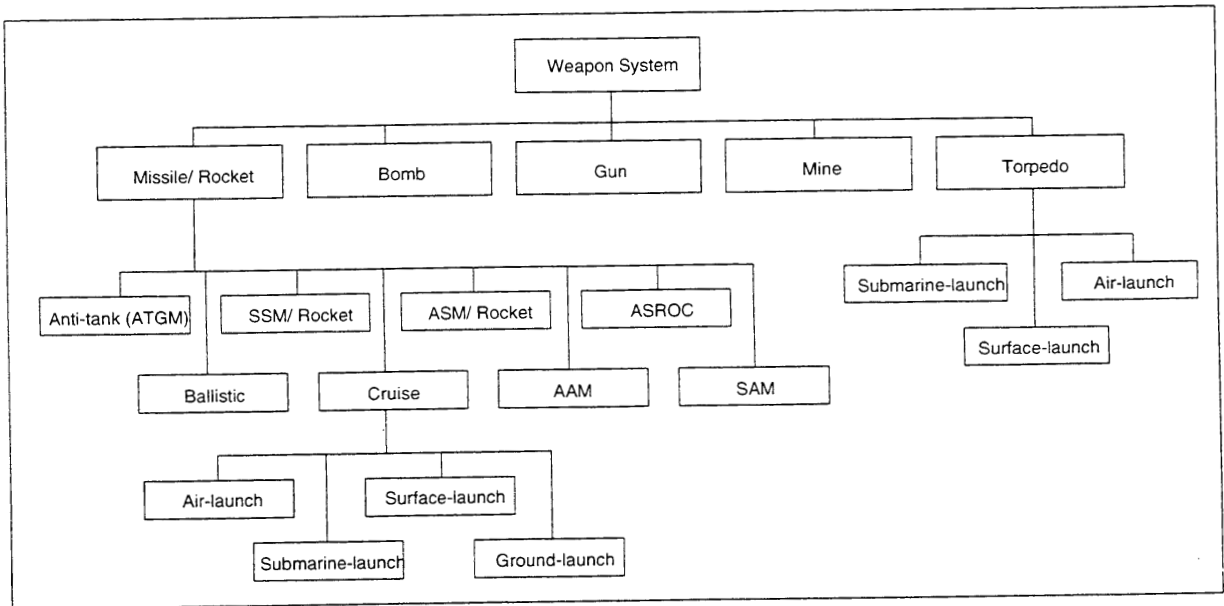 Weapon System
Missile/ Rocket
Bomb
Gun
Mine
Torpedo
Submarine-launch
Air-launch
Surface-launch
Anti-tank (ATGM)
SSM/ Rocket
ASM/ Rocket
ASROC
Ballistic
Cruise
AAM
SAM
Air-launch
Surface-launch
Submarine-launch
Ground-launch